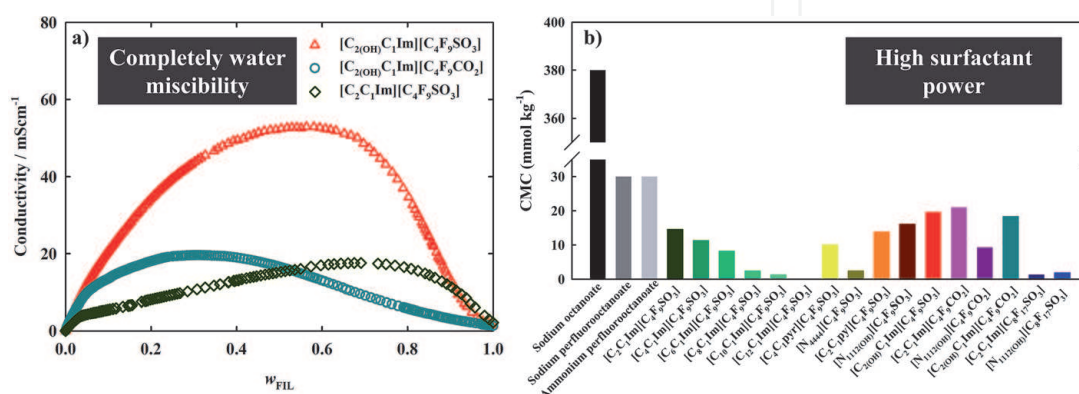 a)
Completely water
miscibility
[C2(OH)C1Im][C4F9SO3]
[C2(OH)C1Im][C4F9CO2]
[C2C1Im][C4F9SO3]
Conductivity / mScm-1
80
60
40
20
0
0.0 0.2 0.4 0.6 0.8 1.0
wFIL
b)
High surfactant
power
CMC (mmol kg-1)
400
380
360
30
20
10
0
Sodium octanoate
Sodium perfluorooctanoate
Ammonium perfluorooctanoate
[C2C1Im][C4F9SO3]
[C4C1Im][C4F9SO3]
[C6C1Im][C4F9SO3]
[C8C1Im][C4F9SO3]
[C10C1Im][C4F9SO3]
[C12C1Im][C4F9SO3]
[C4C1pyr][C4F9SO3]
[N4444][C4F9SO3]
[C2C1py][C4F9SO3]
[N1112(OH)][C4F9SO3]
[C2(OH)C1Im][C4F9SO3]
[C2C1Im][C4F9CO2]
[N1112(OH)][C4F9CO2]
[C2(OH)C1Im][C4F9CO2]
[C2C1Im][C8F17SO3]
[N1112(OH)][C8F17SO3]